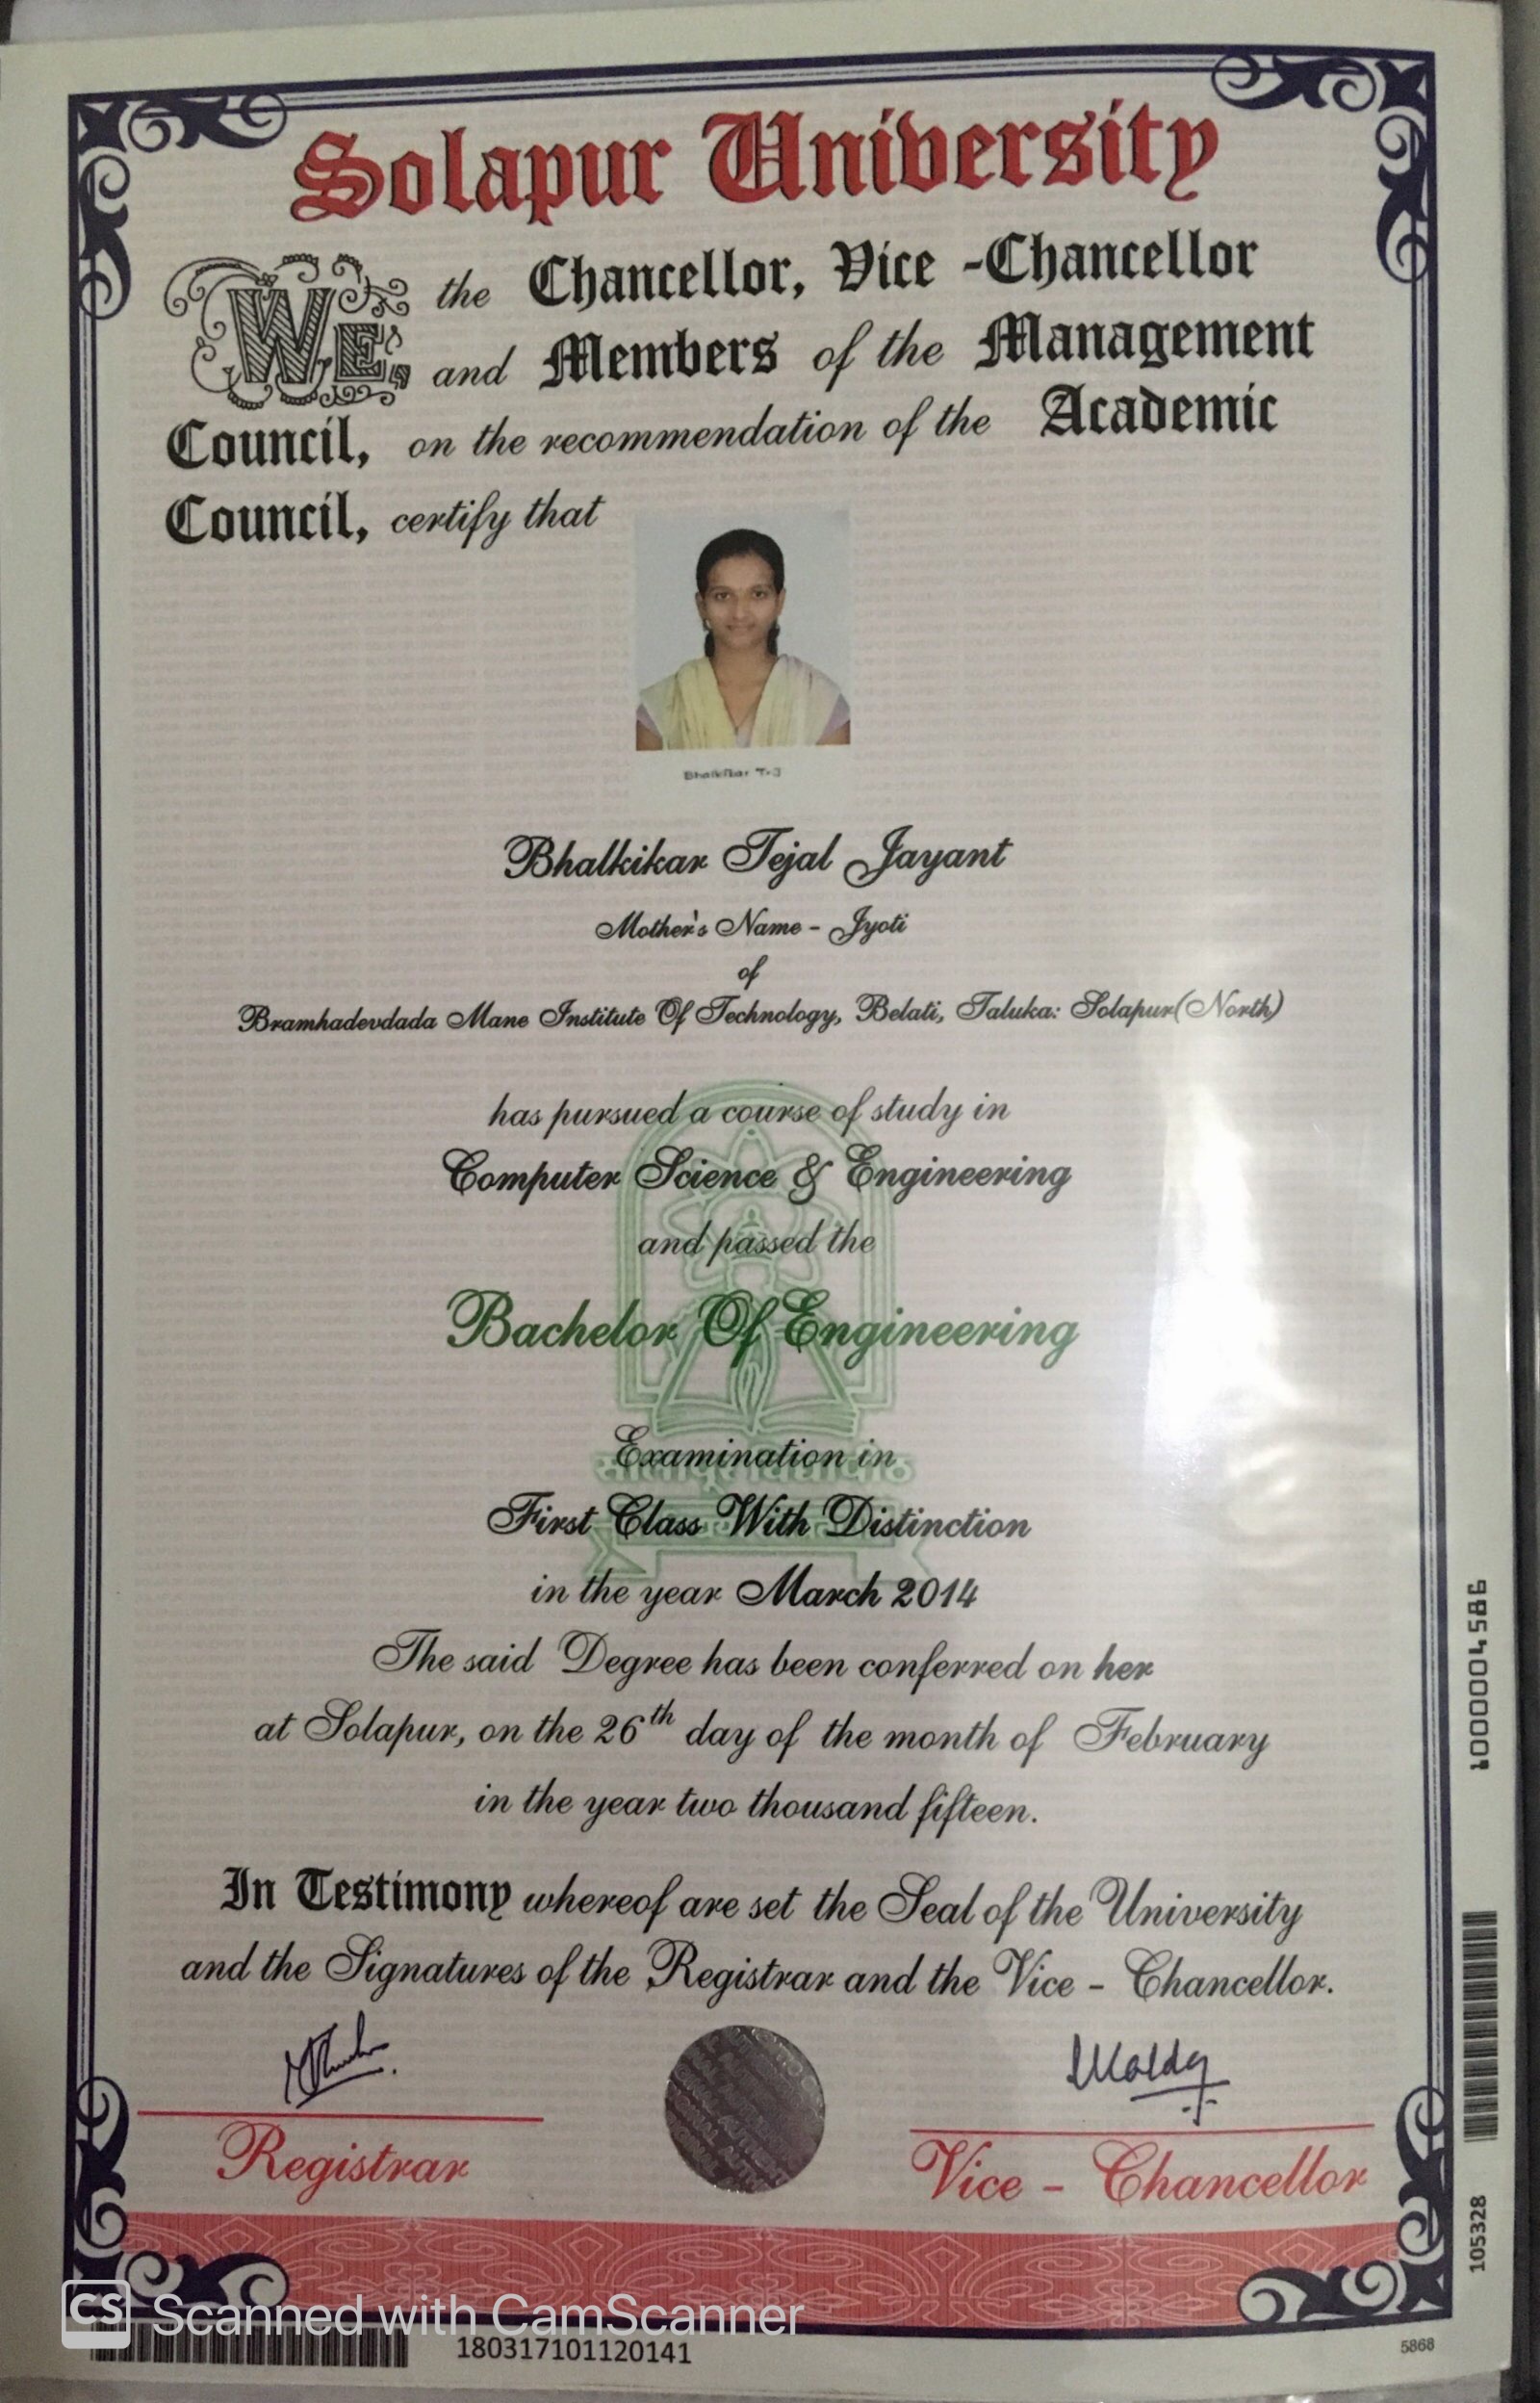 Solapur University
WE, the Chancellor, Vice -Chancellor
and Members of the Management
Council, on the recommendation of the Academic
Council, certify that
Bhalkikar T.J
Bhalkikar Tejal Jayant
Mother's Name - Jyoti
of
Bramhadevdada Mane Institute Of Technology, Belati, Taluka: Solapur(North)
has pursued a course of study in
Computer Science & Engineering
and passed the
Bachelor Of Engineering
Examination in
First Class With Distinction
in the year March 2014
The said Degree has been conferred on her
at Solapur, on the 26th day of the month of February
in the year two thousand fifteen.
In Testimony whereof are set the Seal of the University
and the Signatures of the Registrar and the Vice - Chancellor.
Registrar
Vice - Chancellor
1000004586
105328
CS Scanned with CamScanner
180317101120141
5868